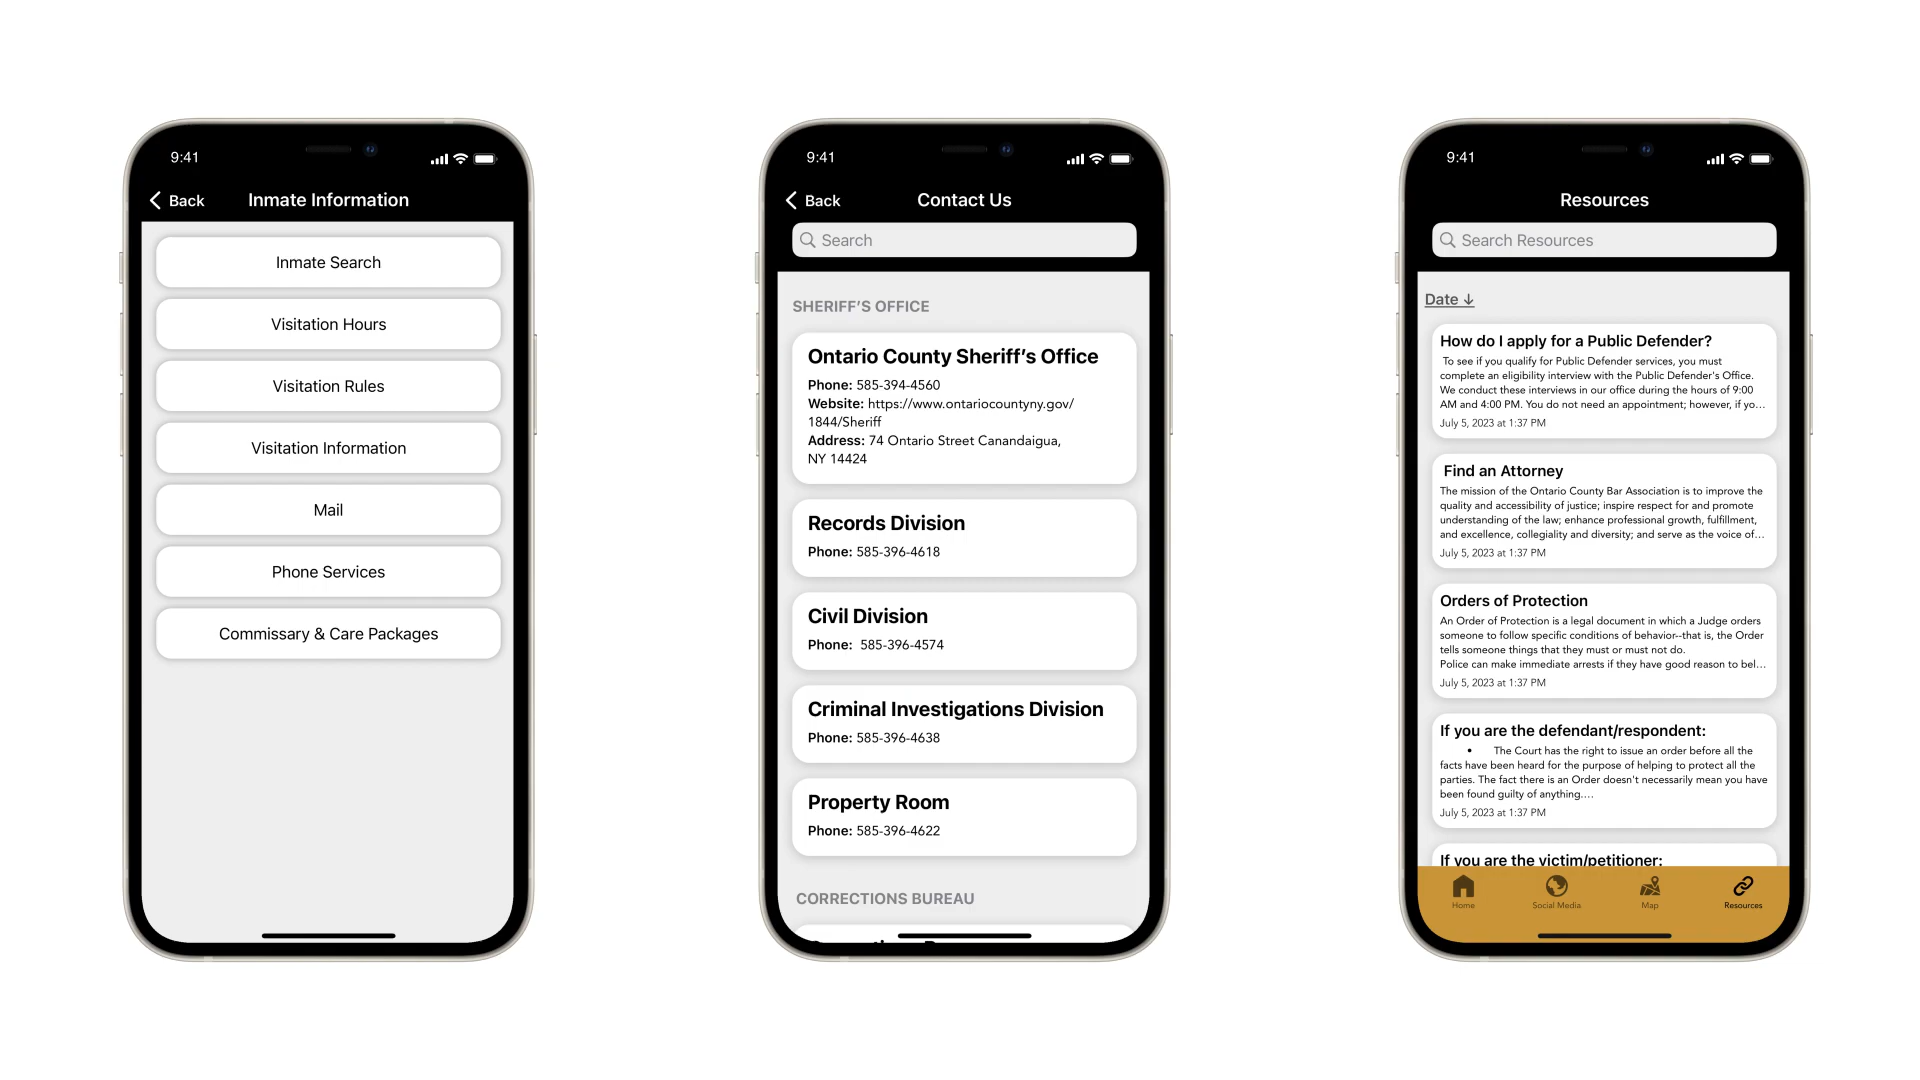 9:41
Back
Inmate Information
Inmate Search
Visitation Hours
Visitation Rules
Visitation Information
Mail
Phone Services
Commissary & Care Packages
9:41
Back
Contact Us
Search
SHERIFF'S OFFICE
Ontario County Sheriff's Office
Phone: 585-394-4560
Website: https://www.ontariocountyny.gov/
1844/Sheriff
Address: 74 Ontario Street Canandaigua,
NY 14424
Records Division
Phone: 585-396-4618
Civil Division
Phone: 585-396-4574
Criminal Investigations Division
Phone: 585-396-4638
Property Room
Phone: 585-396-4622
CORRECTIONS BUREAU
9:41
Resources
Search Resources
Date ↓
How do I apply for a Public Defender?
To see if you qualify for Public Defender services, you must
complete an eligibility interview with the Public Defender's Office.
We conduct these interviews in our office during the hours of 9:00
AM and 4:00 PM. You do not need an appointment; however, if yo...
July 5, 2023 at 1:37 PM
Find an Attorney
The mission of the Ontario County Bar Association is to improve the
quality and accessibility of justice; inspire respect for and promote
understanding of the law; enhance professional growth, fulfillment,
and excellence, collegiality and diversity; and serve as the voice of...
July 5, 2023 at 1:37 PM
Orders of Protection
An Order of Protection is a legal document in which a Judge orders
someone to follow specific conditions of behavior--that is, the Order
tells someone things that they must or must not do.
Police can make immediate arrests if they have good reason to bel...
July 5, 2023 at 1:37 PM
If you are the defendant/respondent:
• The Court has the right to issue an order before all the
facts have been heard for the purpose of helping to protect all the
parties. The fact there is an Order doesn't necessarily mean you have
been found guilty of anything....
July 5, 2023 at 1:37 PM
If you are the victim/petitioner:
Home
Social Media
Map
Resources